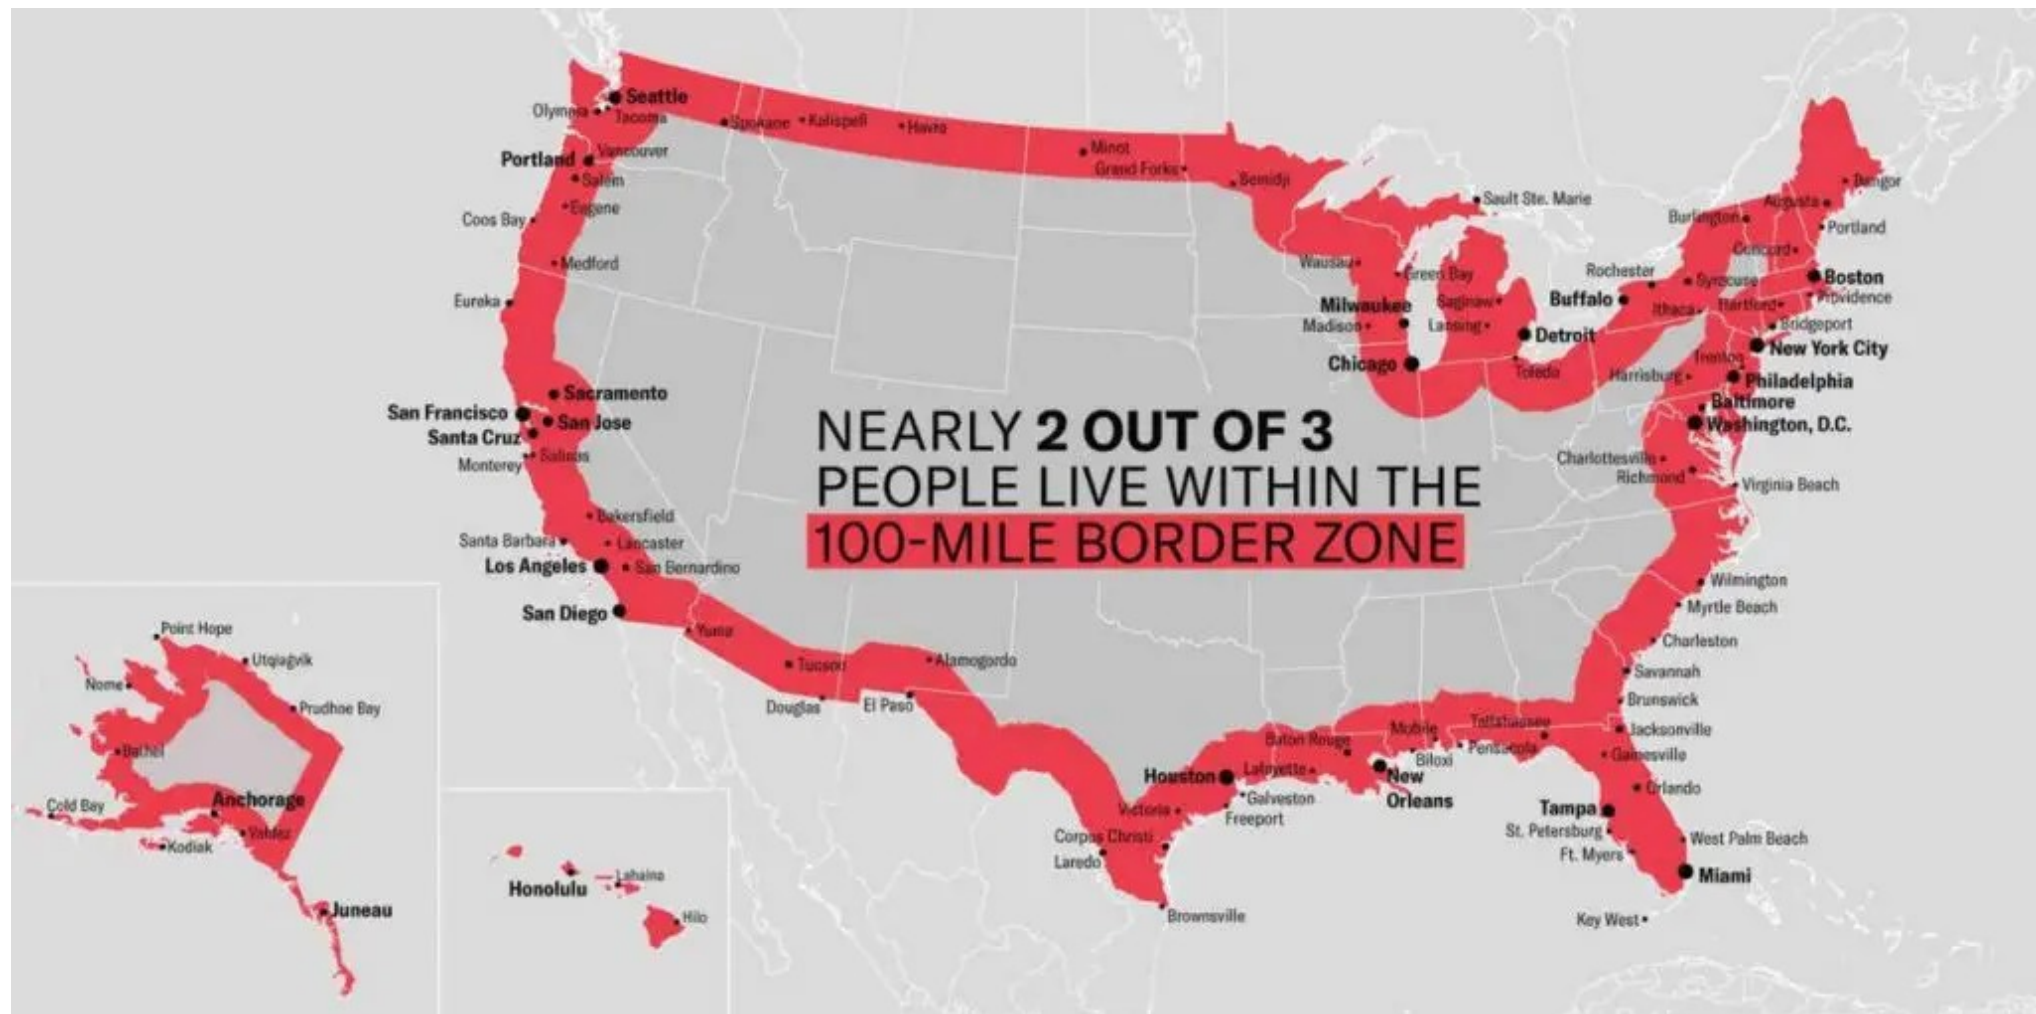 Seattle
Olympia
Tacoma
Spokane
Kalispell
Havre
Portland
Vancouver
Salem
Eugene
Coos Bay
Medford
Eureka
Minot
Grand Forks
Bemidji
Sault Ste. Marie
Wausau
Green Bay
Milwaukee
Madison
Saginaw
Lansing
Chicago
Detroit
Toledo
Bangor
Augusta
Burlington
Portland
Concord
Rochester
Syracuse
Boston
Buffalo
Ithaca
Hartford
Providence
Bridgeport
New York City
Trenton
Harrisburg
Philadelphia
Baltimore
Washington, D.C.
Charlottesville
Richmond
Virginia Beach
Sacramento
San Francisco
San Jose
Santa Cruz
Monterey
Salinas
NEARLY 2 OUT OF 3
PEOPLE LIVE WITHIN THE
100-MILE BORDER ZONE
Bakersfield
Santa Barbara
Lancaster
Los Angeles
San Bernardino
San Diego
Yuma
Tucson
Douglas
Alamogordo
El Paso
Wilmington
Myrtle Beach
Charleston
Savannah
Brunswick
Jacksonville
Gainesville
Orlando
Tampa
St. Petersburg
Ft. Myers
West Palm Beach
Miami
Key West
Tallahassee
Mobile
Pensacola
Biloxi
Baton Rouge
Lafayette
New
Orleans
Houston
Galveston
Freeport
Victoria
Corpus Christi
Laredo
Brownsville
Point Hope
Utqiaġvik
Nome
Prudhoe Bay
Bethel
Cold Bay
Anchorage
Valdez
Kodiak
Juneau
Honolulu
Lahaina
Hilo